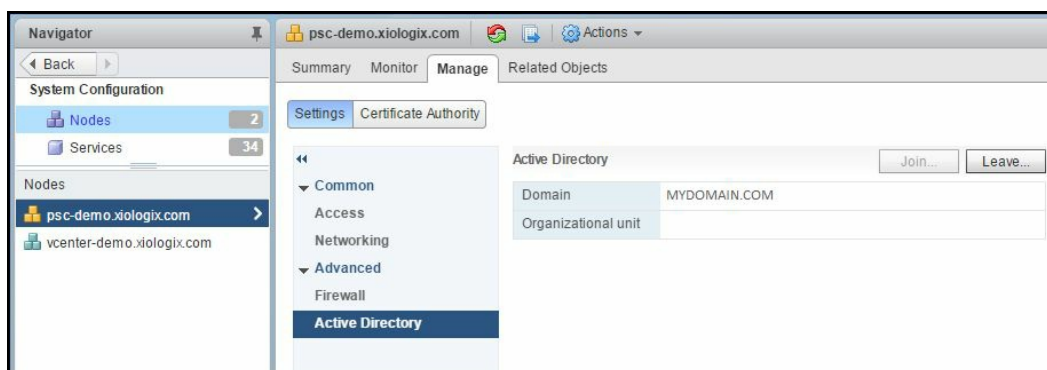 Navigator
Back
System Configuration
Nodes 2
Services 34
Nodes
psc-demo.xiologix.com
vcenter-demo.xiologix.com
psc-demo.xiologix.com Actions
Summary Monitor Manage Related Objects
Settings Certificate Authority
Common
Access
Networking
Advanced
Firewall
Active Directory
Active Directory Join... Leave...
Domain MYDOMAIN.COM
Organizational unit